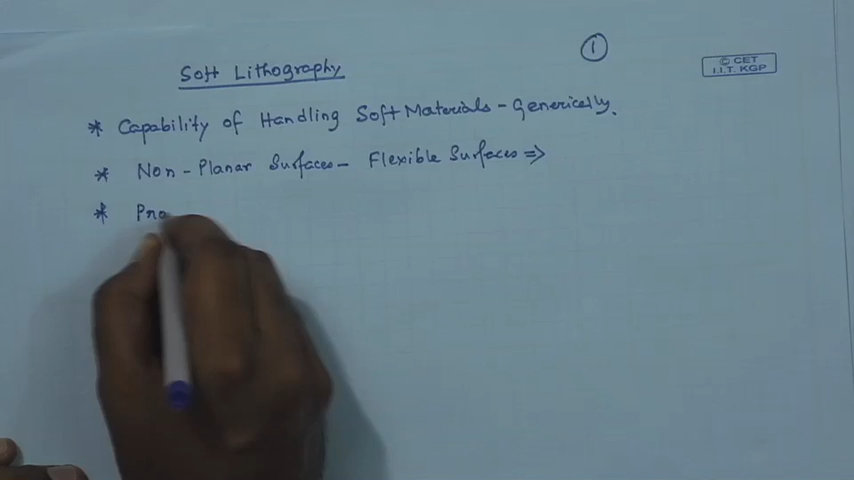 Soft Lithography
1
© CET
I.I.T. KGP
* Capability of Handling Soft Materials - Generically.
* Non-Planar Surfaces - Flexible Surfaces ⇒
* Pro